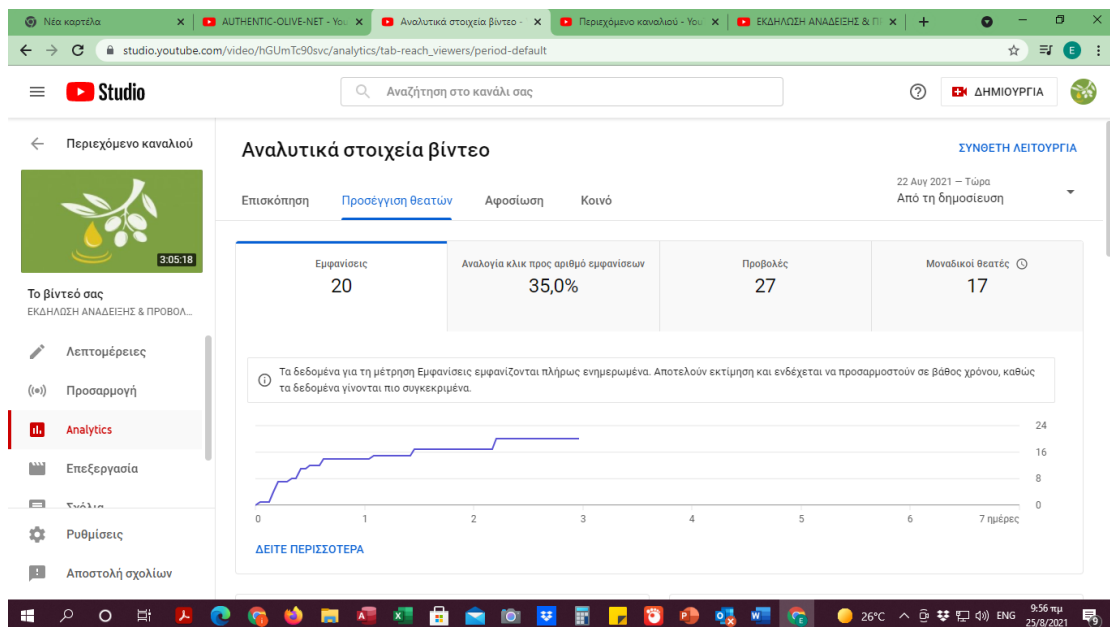 Νέα καρτέλα
AUTHENTIC-OLIVE-NET - You
Αναλυτικά στοιχεία βίντεο -
Περιεχόμενο καναλιού - You
ΕΚΔΗΛΩΣΗ ΑΝΑΔΕΙΞΗΣ & Π
studio.youtube.com/video/hGUmTc90svc/analytics/tab-reach_viewers/period-default
E
Studio
Αναζήτηση στο κανάλι σας
ΔΗΜΙΟΥΡΓΙΑ
Περιεχόμενο καναλιού
3:05:18
Το βίντεό σας
ΕΚΔΗΛΩΣΗ ΑΝΑΔΕΙΞΗΣ & ΠΡΟΒΟΛ...
Λεπτομέρειες
Προσαρμογή
Analytics
Επεξεργασία
Σχόλια
Ρυθμίσεις
Αποστολή σχολίων
Αναλυτικά στοιχεία βίντεο
ΣΥΝΘΕΤΗ ΛΕΙΤΟΥΡΓΙΑ
Επισκόπηση
Προσέγγιση θεατών
Αφοσίωση
Κοινό
22 Αυγ 2021 – Τώρα
Από τη δημοσίευση
Εμφανίσεις
20
Αναλογία κλικ προς αριθμό εμφανίσεων
35,0%
Προβολές
27
Μοναδικοί θεατές
17
Τα δεδομένα για τη μέτρηση Εμφανίσεις εμφανίζονται πλήρως ενημερωμένα. Αποτελούν εκτίμηση και ενδέχεται να προσαρμοστούν σε βάθος χρόνου, καθώς
τα δεδομένα γίνονται πιο συγκεκριμένα.
24
16
8
0
0 1 2 3 4 5 6 7 ημέρες
ΔΕΙΤΕ ΠΕΡΙΣΣΟΤΕΡΑ
26°C
ENG
9:56 πμ
25/8/2021